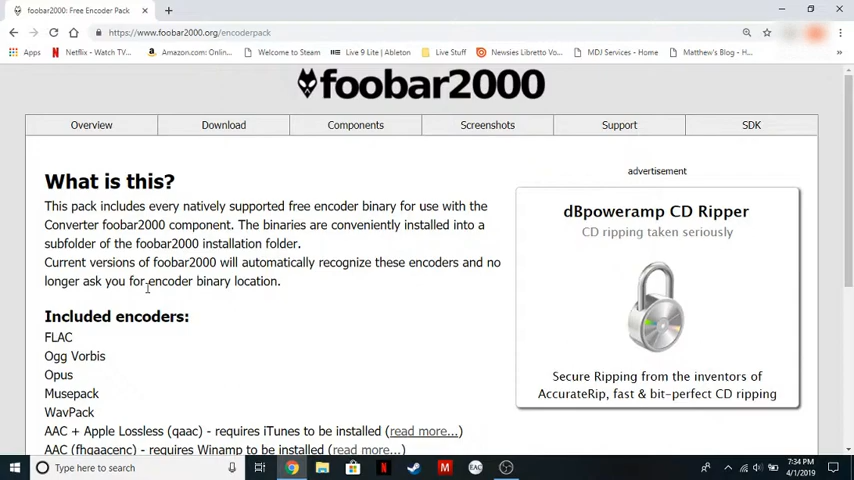 foobar2000: Free Encoder Pack
https://www.foobar2000.org/encoderpack
Apps Netflix - Watch TV... Amazon.com: Online... Welcome to Steam Live 9 Lite | Ableton Live Stuff Newsies Libretto Vo... MDJ Services - Home Matthew's Blog - Ho...
foobar2000
Overview Download Components Screenshots Support SDK
What is this?
This pack includes every natively supported free encoder binary for use with the
Converter foobar2000 component. The binaries are conveniently installed into a
subfolder of the foobar2000 installation folder.
Current versions of foobar2000 will automatically recognize these encoders and no
longer ask you for encoder binary location.
Included encoders:
FLAC
Ogg Vorbis
Opus
Musepack
WavPack
AAC + Apple Lossless (qaac) - requires iTunes to be installed (read more...)
AAC (fhgaacenc) - requires Winamp to be installed (read more...)
advertisement
dBpoweramp CD Ripper
CD ripping taken seriously
Secure Ripping from the inventors of
AccurateRip, fast & bit-perfect CD ripping
Type here to search
EAC
7:34 PM
4/1/2019